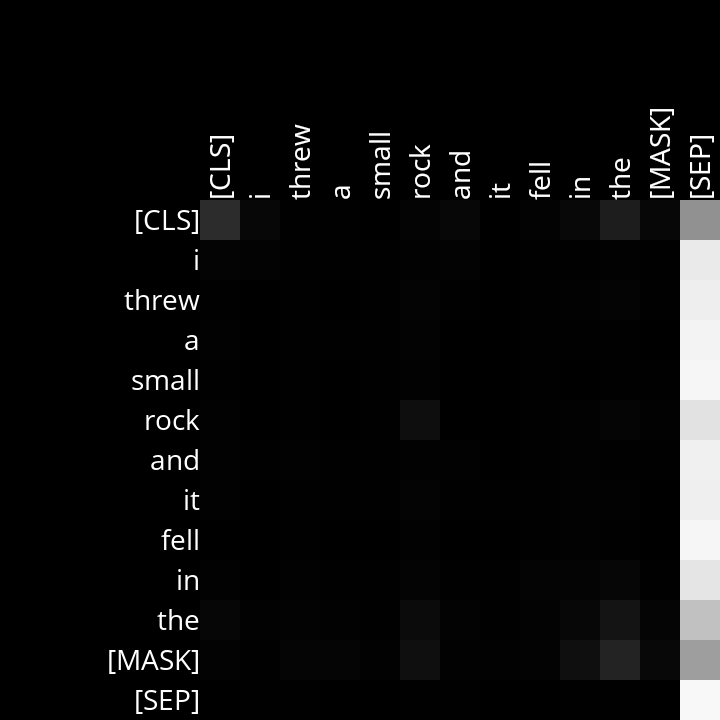 [CLS] i threw a small rock and it fell in the [MASK] [SEP]
[CLS]
i
threw
a
small
rock
and
it
fell
in
the
[MASK]
[SEP]